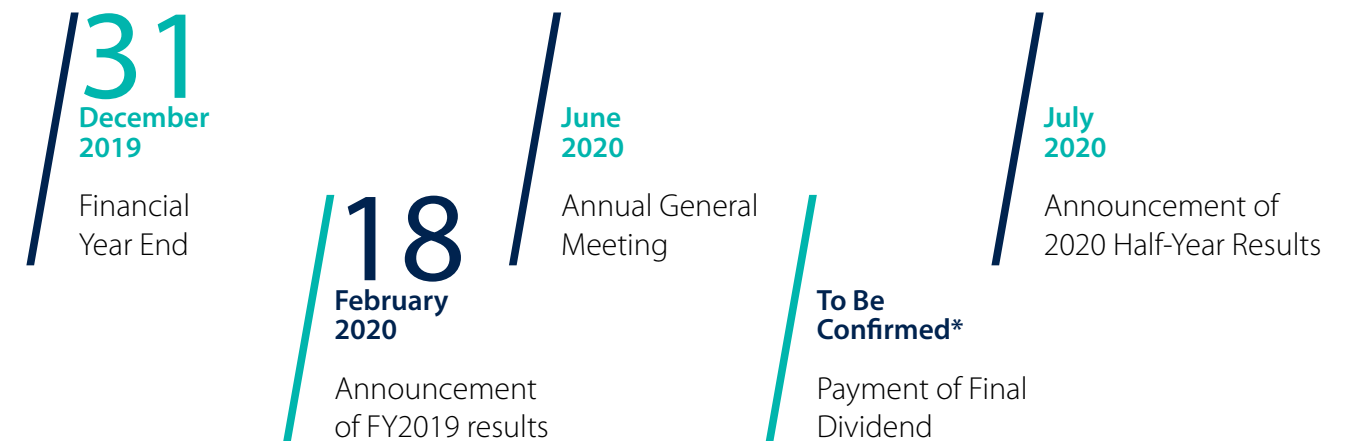 31
December
2019
Financial
Year End
18
February
2020
Announcement
of FY2019 results
June
2020
Annual General
Meeting
To Be
Confirmed*
Payment of Final
Dividend
July
2020
Announcement of
2020 Half-Year Results